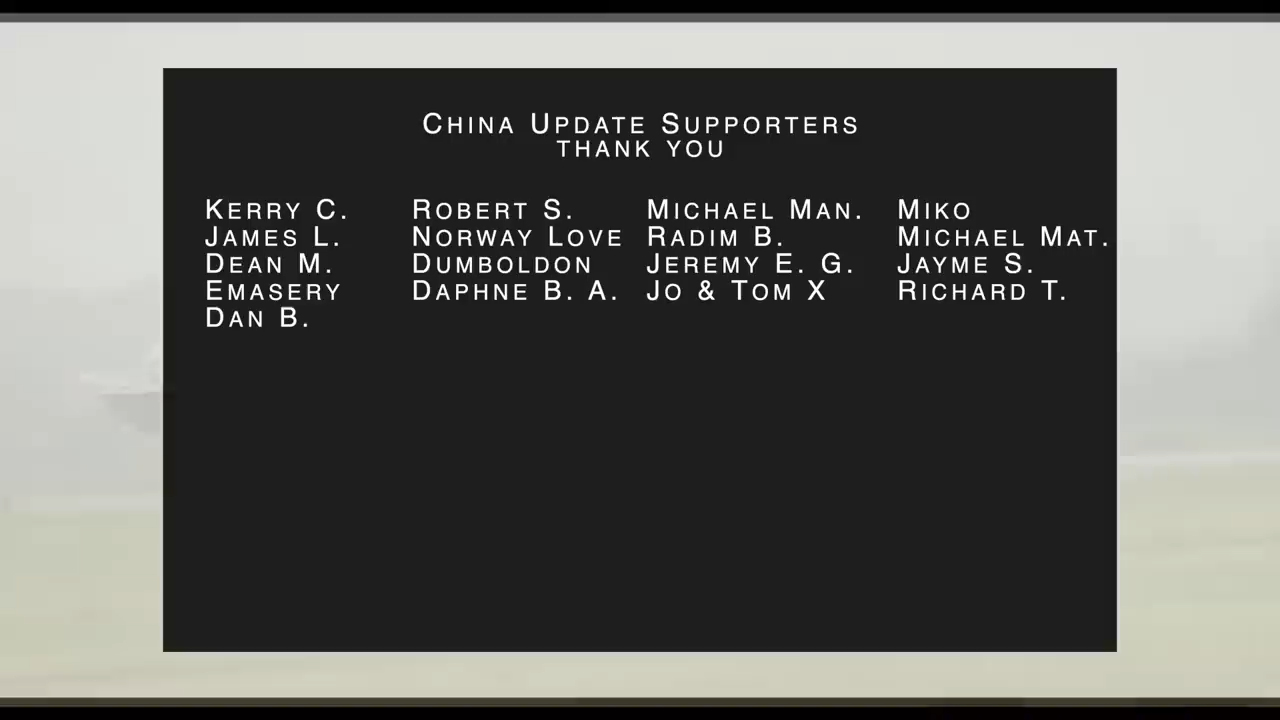 China Update Supporters
THANK YOU
Kerry C. Robert S. Michael Man. Miko
James L. Norway Love Radim B. Michael Mat.
Dean M. Dumboldon Jeremy E. G. Jayme S.
Emasery Daphne B. A. Jo & Tom X Richard T.
Dan B.